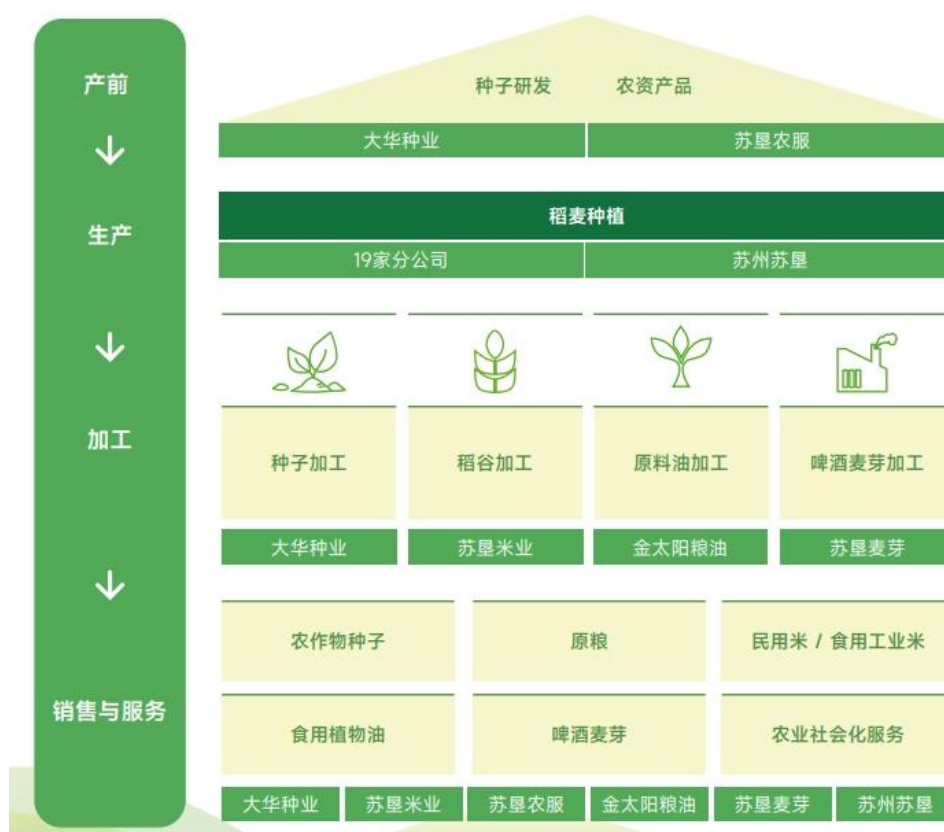 产前
种子研发 农资产品
大华种业 苏垦农服
生产
稻麦种植
19家分公司 苏州苏垦
加工
种子加工 稻谷加工 原料油加工 啤酒麦芽加工
大华种业 苏垦米业 金太阳粮油 苏垦麦芽
销售与服务
农作物种子 原粮 民用米 / 食用工业米
食用植物油 啤酒麦芽 农业社会化服务
大华种业 苏垦米业 苏垦农服 金太阳粮油 苏垦麦芽 苏州苏垦